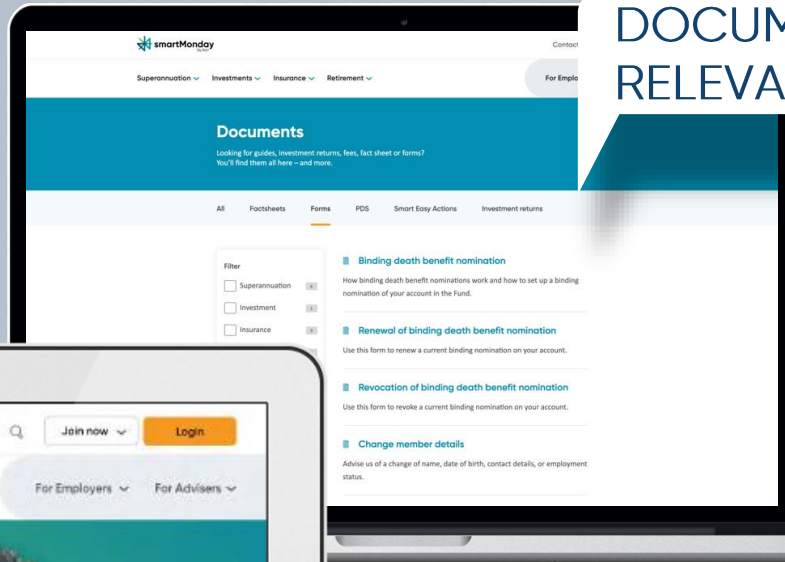 DOCUM
RELEVA
smartMonday
Contact
Superannuation Investments Insurance Retirement
For Emplo
Documents
Looking for guides, investment returns, fees, fact sheet or forms?
You'll find them all here – and more.
All Factsheets Forms PDS Smart Easy Actions Investment returns
Filter
Superannuation
Investment
Insurance
Binding death benefit nomination
How binding death benefit nominations work and how to set up a binding
nomination of your account in the Fund.
Renewal of binding death benefit nomination
Use this form to renew a current binding nomination on your account.
Revocation of binding death benefit nomination
Use this form to revoke a current binding nomination on your account.
Change member details
Advise us of a change of name, date of birth, contact details, or employment
status.
Join now Login
For Employers For Advisers